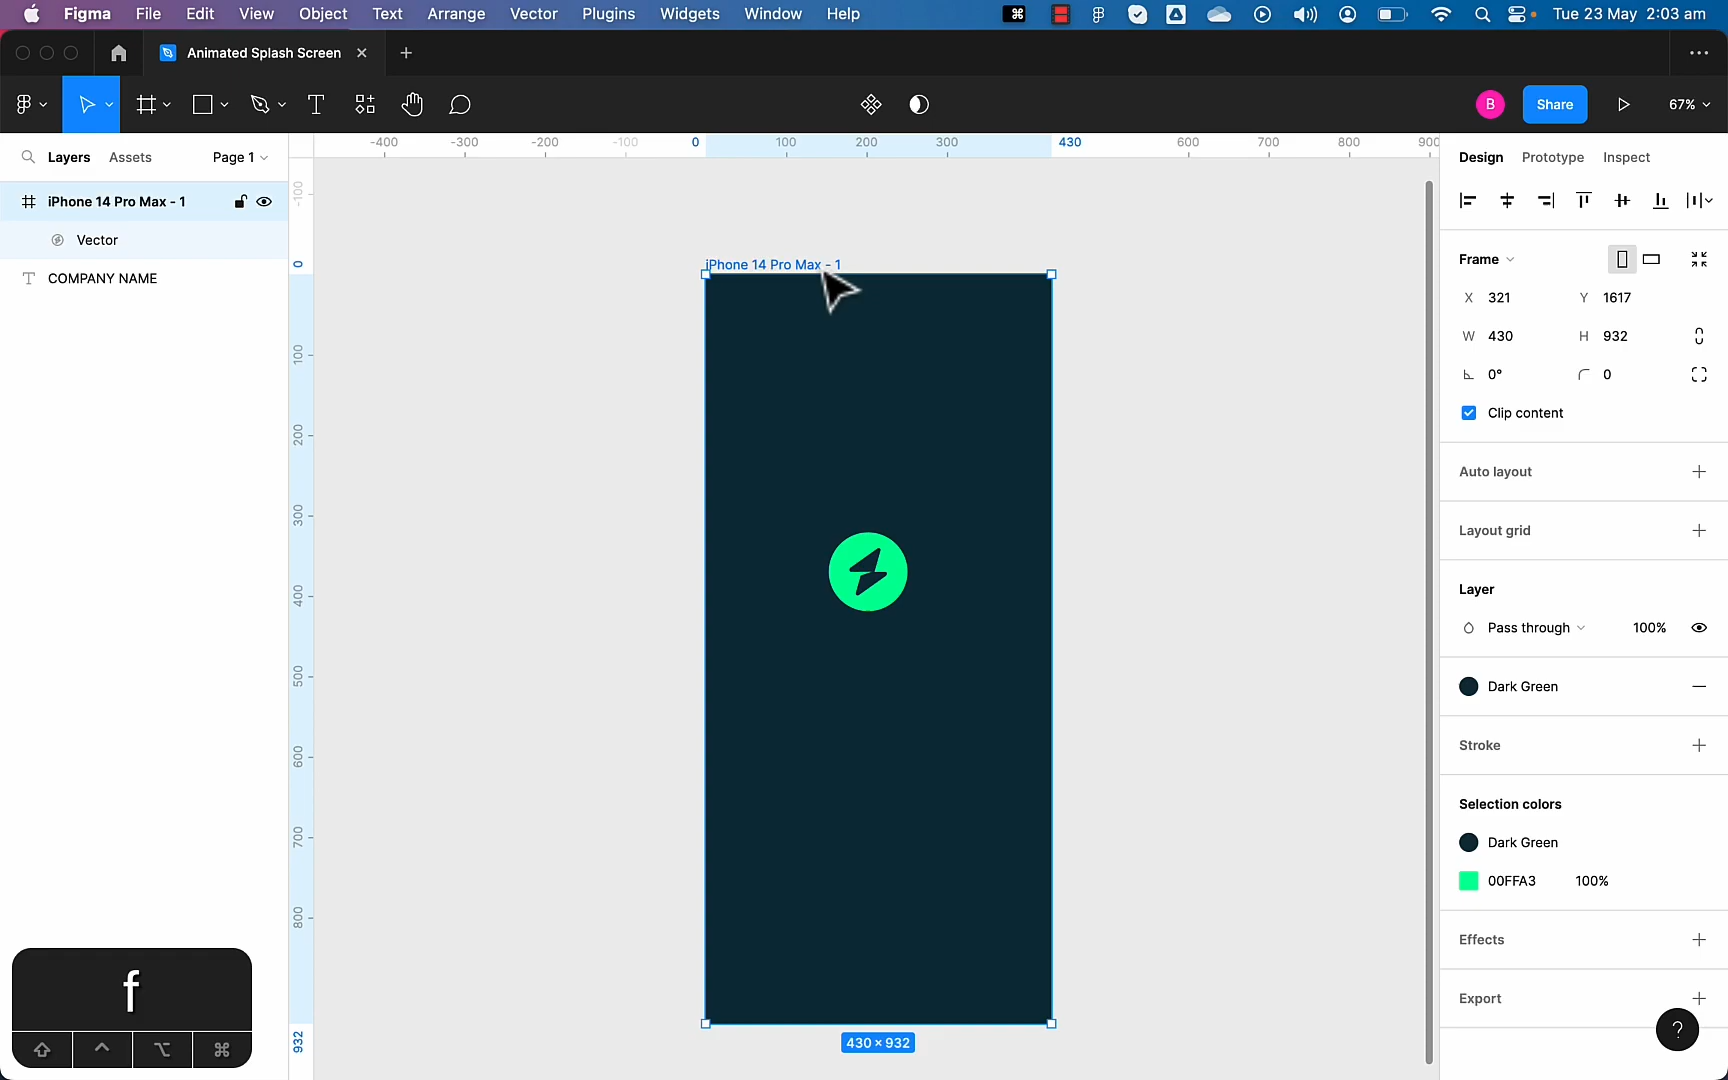 Figma File Edit View Object Text Arrange Vector Plugins Widgets Window Help Tue 23 May 2:03 am
Animated Splash Screen
B Share 67%
Layers Assets Page 1
iPhone 14 Pro Max - 1
Vector
COMPANY NAME
-400 -300 -200 -100 0 100 200 300 430 600 700 800 900
-100
0
100
200
300
400
500
600
700
800
932
iPhone 14 Pro Max - 1
430 × 932
Design Prototype Inspect
Frame
X 321 Y 1617
W 430 H 932
0° 0
Clip content
Auto layout
Layout grid
Layer
Pass through 100%
Dark Green
Stroke
Selection colors
Dark Green
00FFA3 100%
Effects
Export
?
f